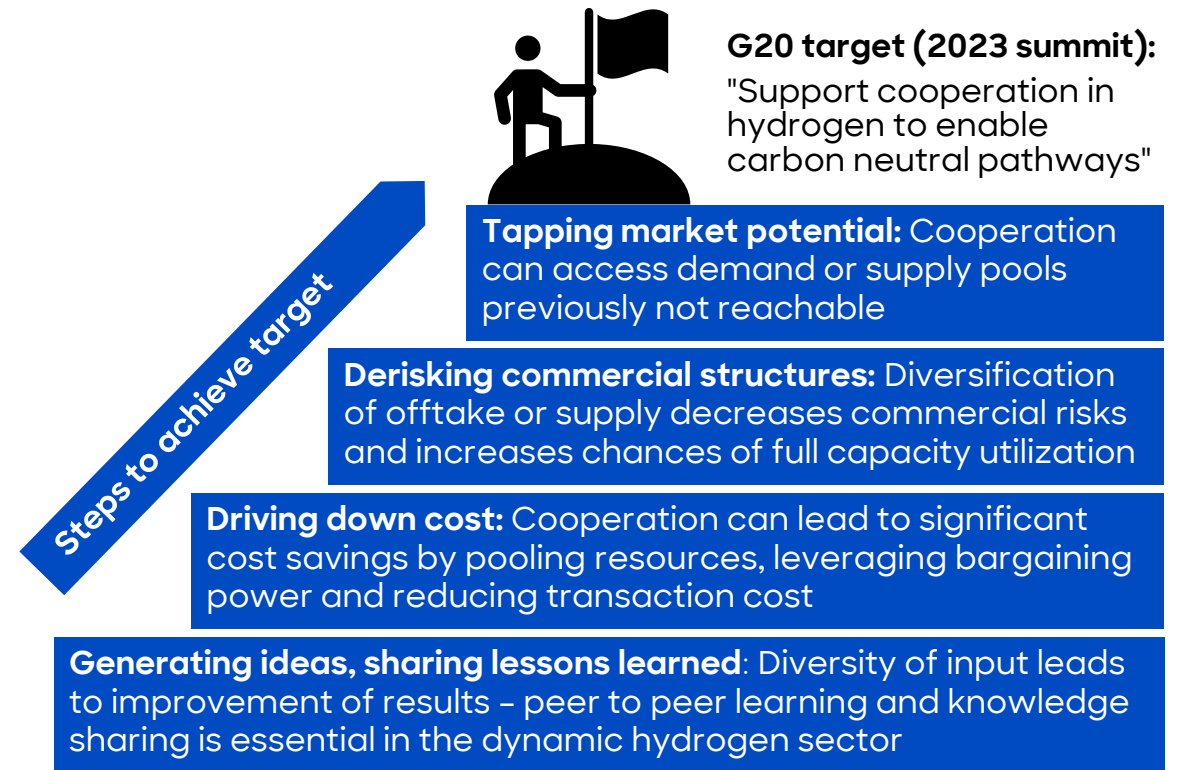 G20 target (2023 summit):
"Support cooperation in
hydrogen to enable
carbon neutral pathways"
Steps to achieve target
Tapping market potential: Cooperation
can access demand or supply pools
previously not reachable
Derisking commercial structures: Diversification
of offtake or supply decreases commercial risks
and increases chances of full capacity utilization
Driving down cost: Cooperation can lead to significant
cost savings by pooling resources, leveraging bargaining
power and reducing transaction cost
Generating ideas, sharing lessons learned: Diversity of input leads
to improvement of results – peer to peer learning and knowledge
sharing is essential in the dynamic hydrogen sector